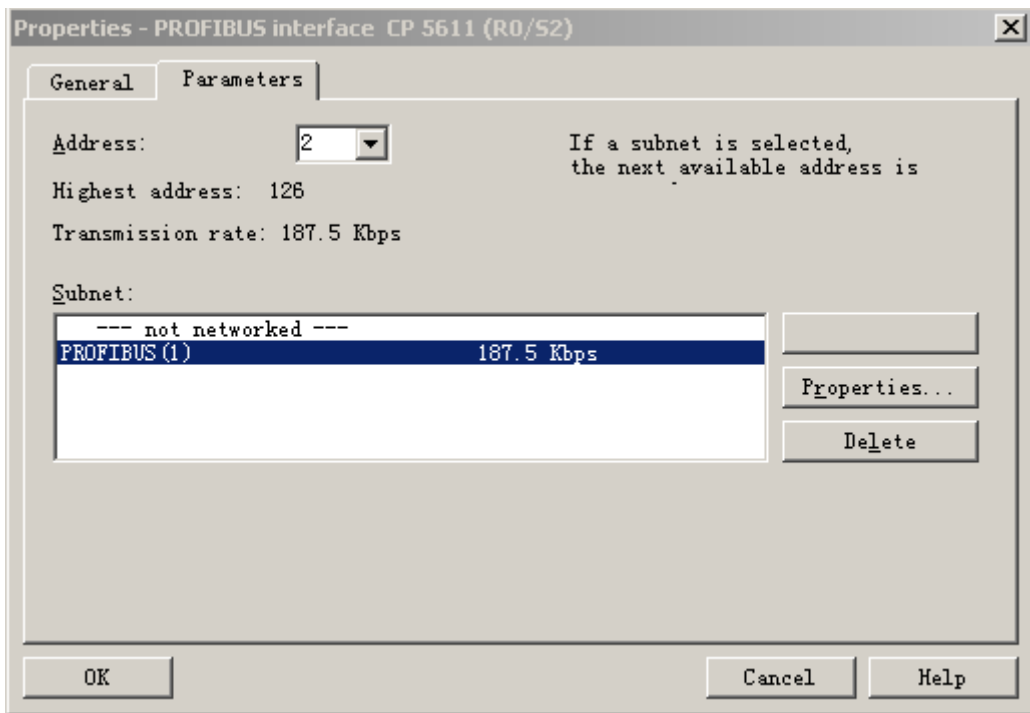 Properties - PROFIBUS interface CP 5611 (R0/S2)
General
Parameters
Address:
2
If a subnet is selected,
the next available address is
Highest address: 126
Transmission rate: 187.5 Kbps
Subnet:
--- not networked ---
PROFIBUS(1) 187.5 Kbps
Properties...
Delete
OK
Cancel
Help